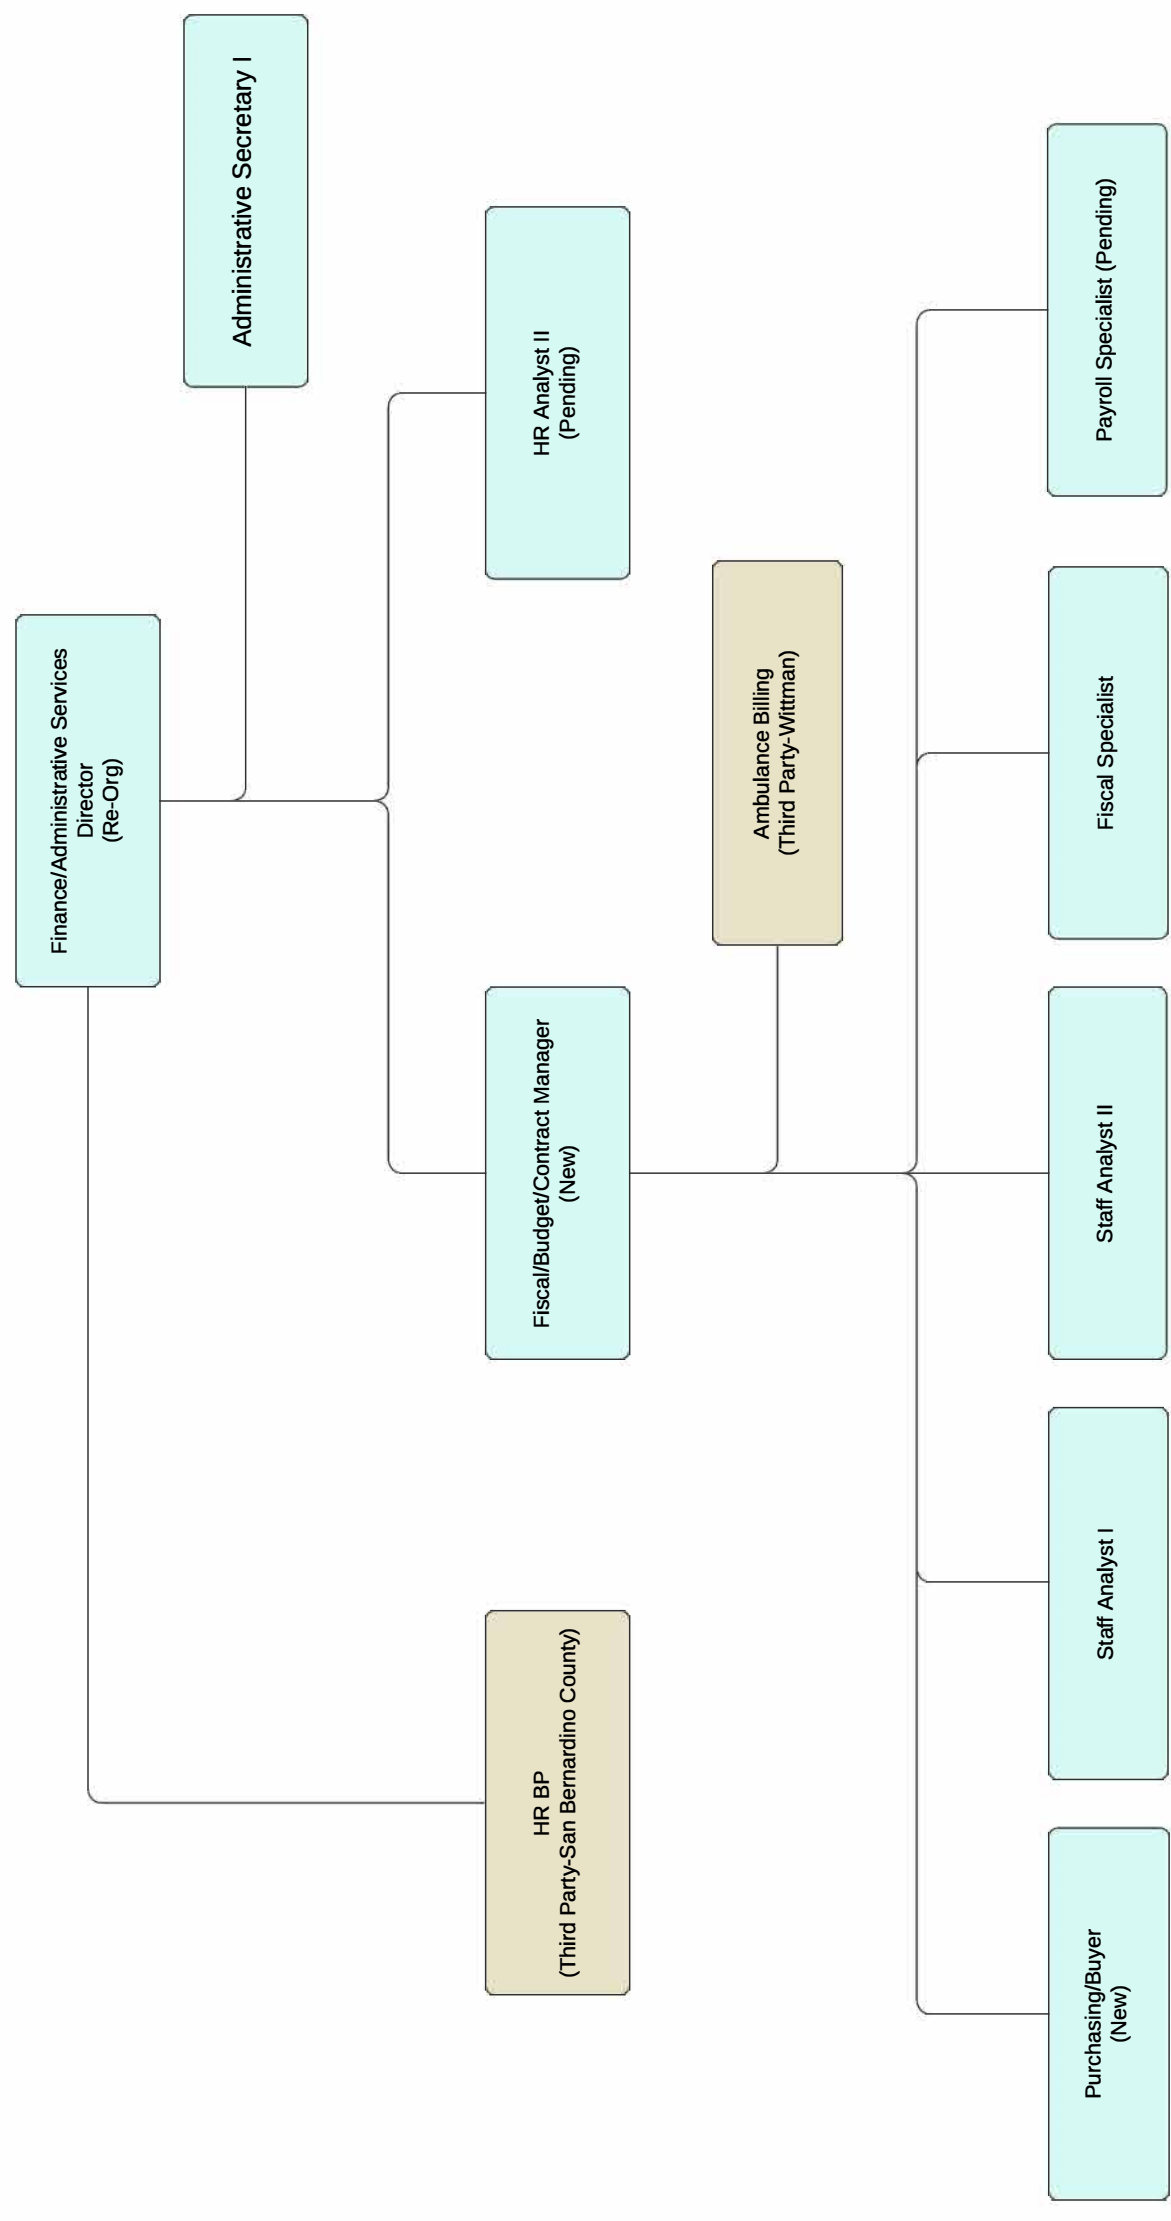 Finance/Administrative Services
Director
(Re-Org)
Administrative Secretary I
HR BP
(Third Party-San Bernardino County)
Fiscal/Budget/Contract Manager
(New)
HR Analyst II
(Pending)
Ambulance Billing
(Third Party-Wittman)
Purchasing/Buyer
(New)
Staff Analyst I
Staff Analyst II
Fiscal Specialist
Payroll Specialist (Pending)